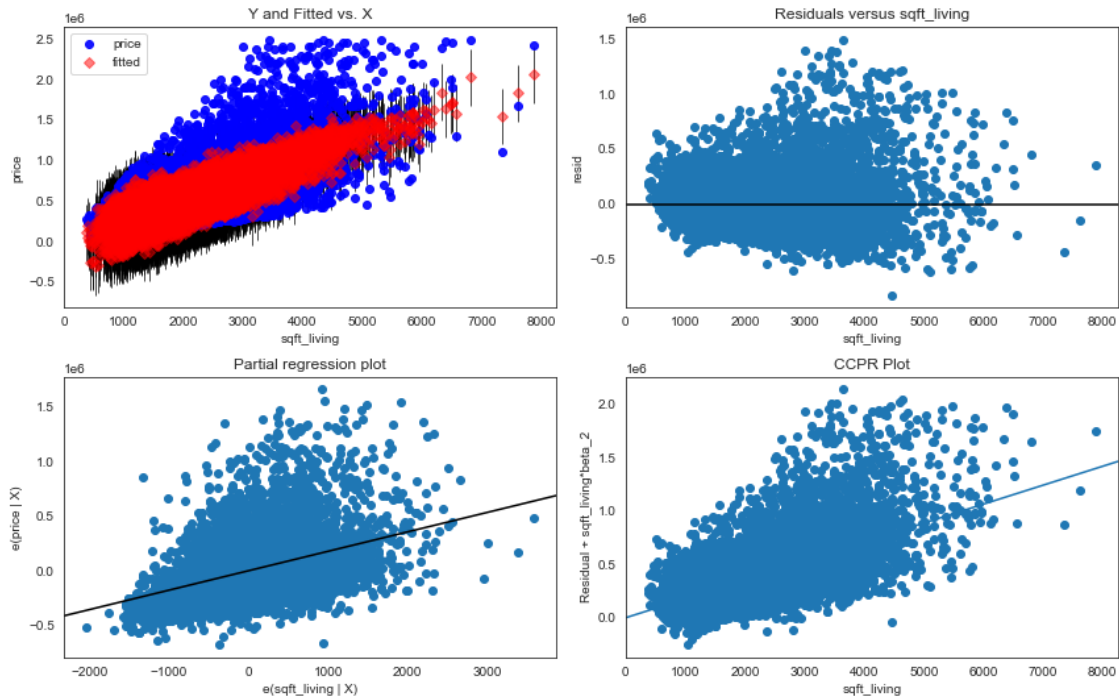 Y and Fitted vs. X
1e6
price
fitted
2.5
2.0
1.5
1.0
0.5
0.0
−0.5
price
0 1000 2000 3000 4000 5000 6000 7000 8000
sqft_living
Residuals versus sqft_living
1e6
1.5
1.0
0.5
0.0
−0.5
resid
0 1000 2000 3000 4000 5000 6000 7000 8000
sqft_living
Partial regression plot
1e6
1.5
1.0
0.5
0.0
−0.5
e(price | X)
−2000 −1000 0 1000 2000 3000
e(sqft_living | X)
CCPR Plot
1e6
2.0
1.5
1.0
0.5
0.0
Residual + sqft_living*beta_2
0 1000 2000 3000 4000 5000 6000 7000 8000
sqft_living